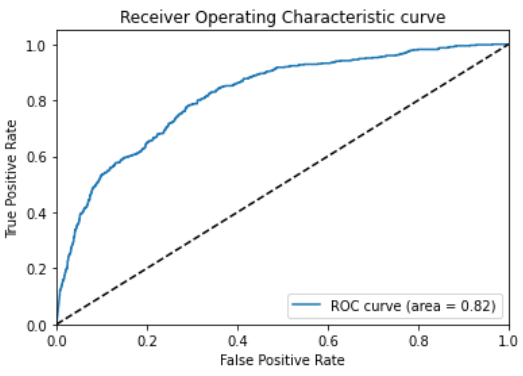 Receiver Operating Characteristic curve
True Positive Rate
1.0
0.8
0.6
0.4
0.2
0.0
ROC curve (area = 0.82)
0.0 0.2 0.4 0.6 0.8 1.0
False Positive Rate